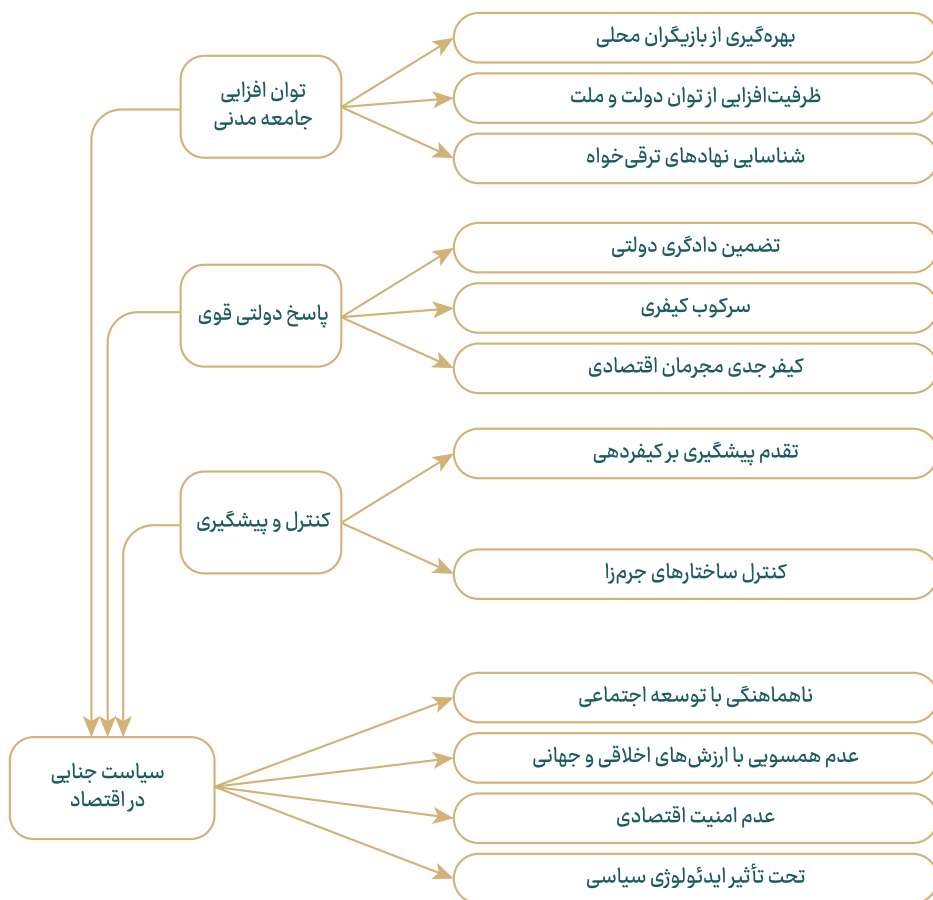 بهره‌گیری از بازیگران محلی
توان افزایی
جامعه مدنی
ظرفیت‌افزایی از توان دولت و ملت
شناسایی نهادهای ترقی‌خواه
تضمین دادگری دولتی
پاسخ دولتی قوی
سرکوب کیفری
کیفر جدی مجرمان اقتصادی
تقدم پیشگیری بر کیفردهی
کنترل و پیشگیری
کنترل ساختارهای جرم‌زا
ناهماهنگی با توسعه اجتماعی
عدم همسویی با ارزش‌های اخلاقی و جهانی
سیاست جنایی
در اقتصاد
عدم امنیت اقتصادی
تحت تأثیر ایدئولوژی سیاسی